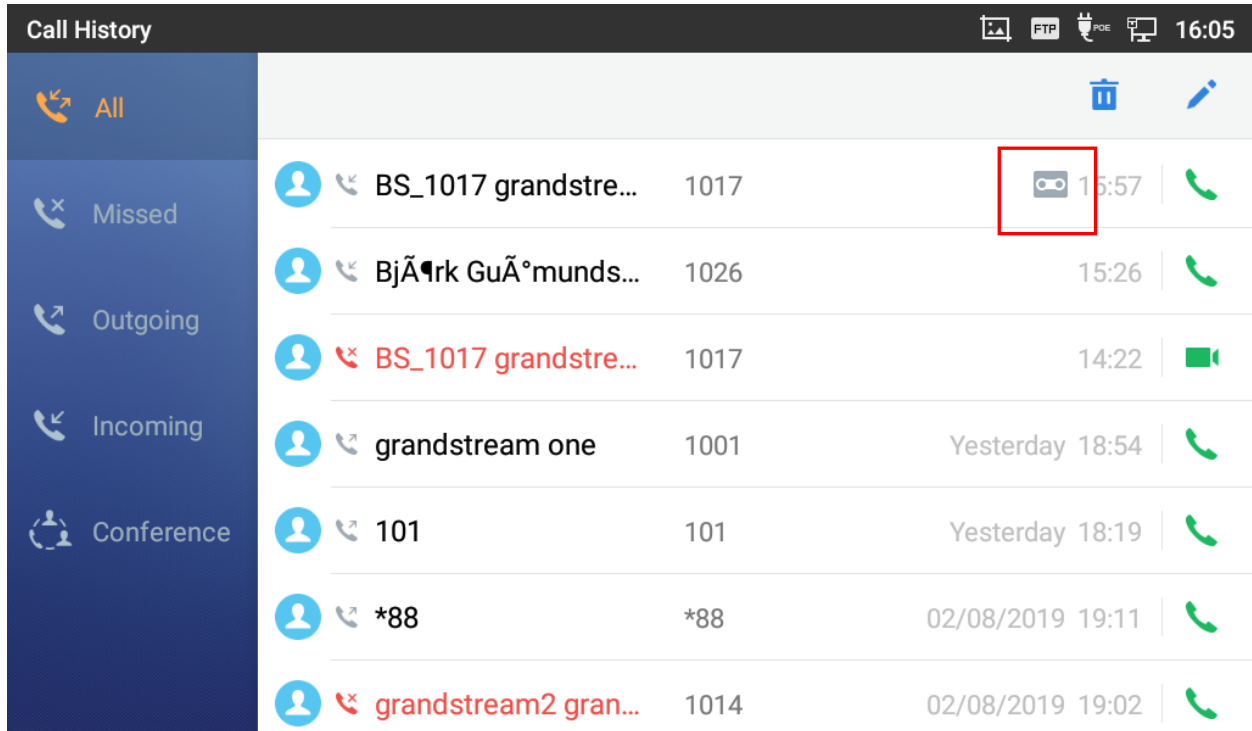 Call History FTP POE 16:05
All
Missed
Outgoing
Incoming
Conference
BS_1017 grandstre... 1017 15:57
BjÃ¶rk GuÃ°munds... 1026 15:26
BS_1017 grandstre... 1017 14:22
grandstream one 1001 Yesterday 18:54
101 101 Yesterday 18:19
*88 *88 02/08/2019 19:11
grandstream2 gran... 1014 02/08/2019 19:02